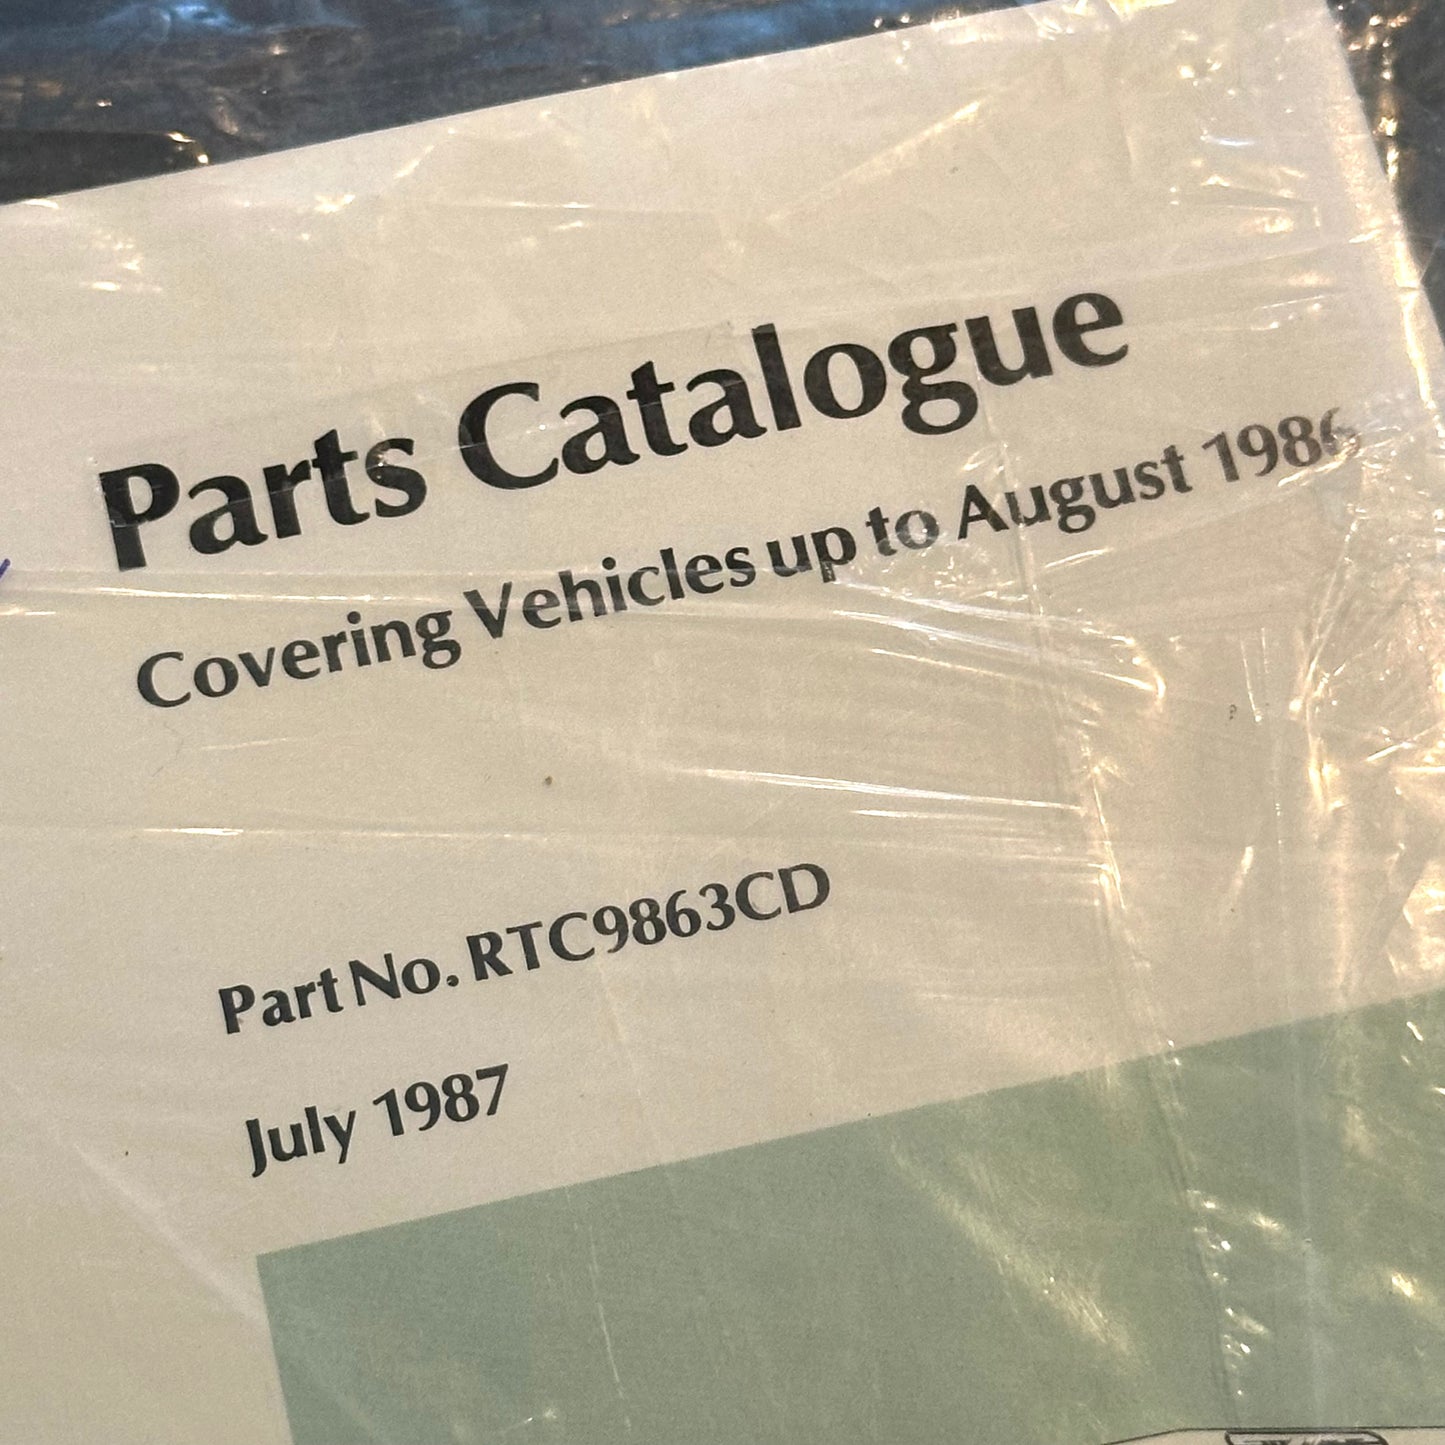 Parts Catalogue
Covering Vehicles up to August 1986
Part No. RTC9863CD
July 1987